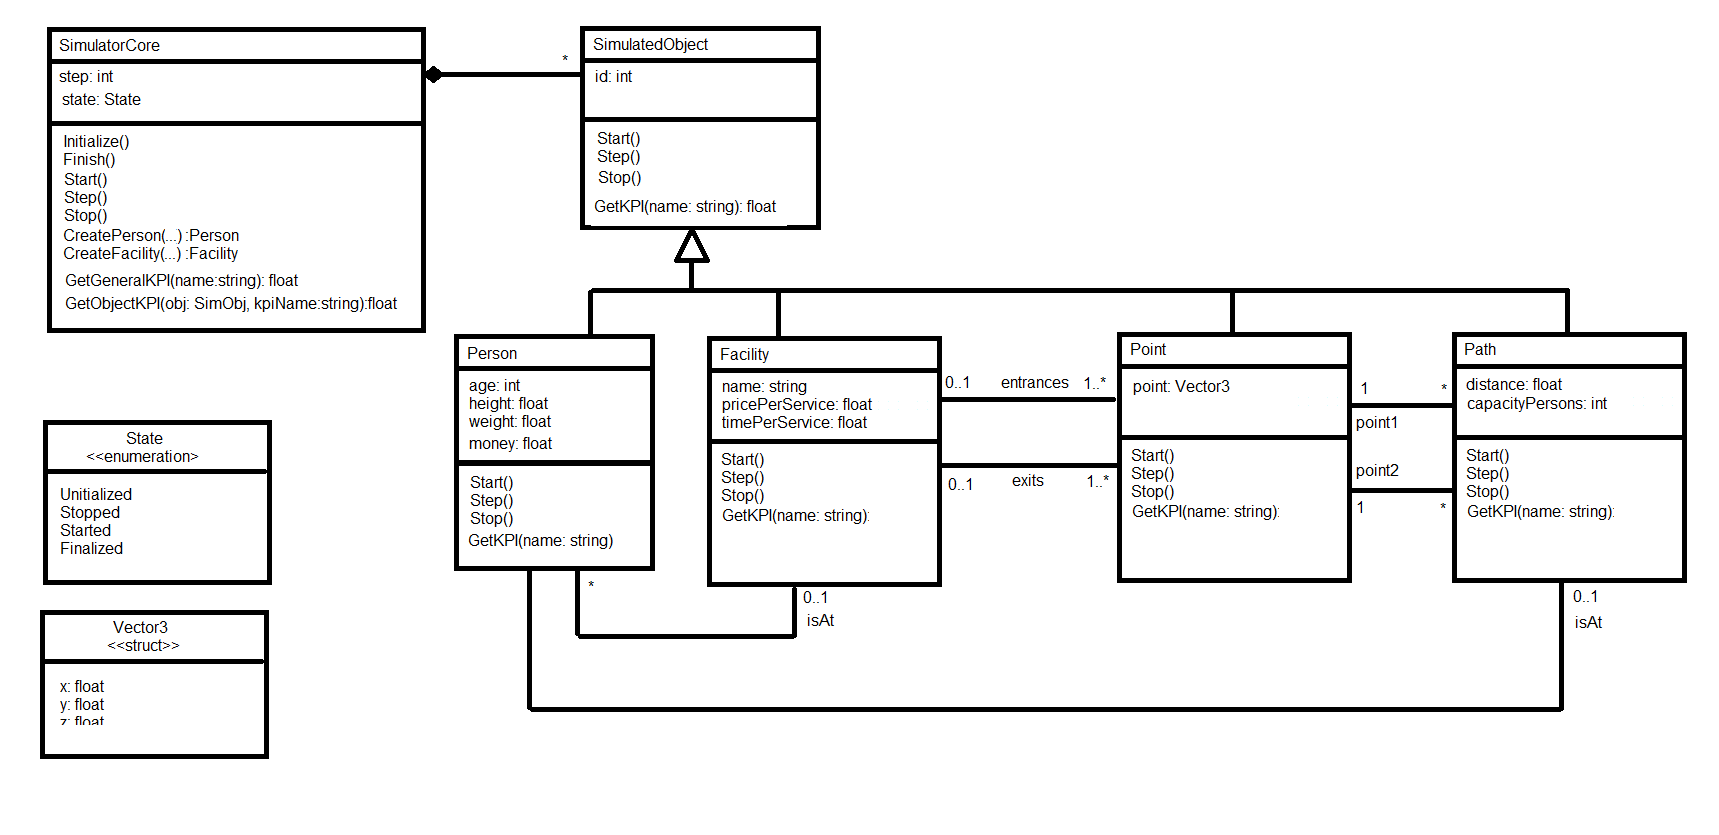 SimulatorCore
step: int
state: State
Initialize()
Finish()
Start()
Step()
Stop()
CreatePerson(...) :Person
CreateFacility(...) :Facility
GetGeneralKPI(name:string): float
GetObjectKPI(obj: SimObj, kpiName:string):float
*
SimulatedObject
id: int
Start()
Step()
Stop()
GetKPI(name: string): float
Person
age: int
height: float
weight: float
money: float
Start()
Step()
Stop()
GetKPI(name: string)
*
Facility
name: string
pricePerService: float
timePerService: float
Start()
Step()
Stop()
GetKPI(name: string):
0..1
isAt
0..1 entrances 1..*
0..1 exits 1..*
Point
point: Vector3
Start()
Step()
Stop()
GetKPI(name: string):
1 *
point1
point2
1 *
Path
distance: float
capacityPersons: int
Start()
Step()
Stop()
GetKPI(name: string):
0..1
isAt
State
<<enumeration>
Unitialized
Stopped
Started
Finalized
Vector3
<<struct>>
x: float
y: float
z: float